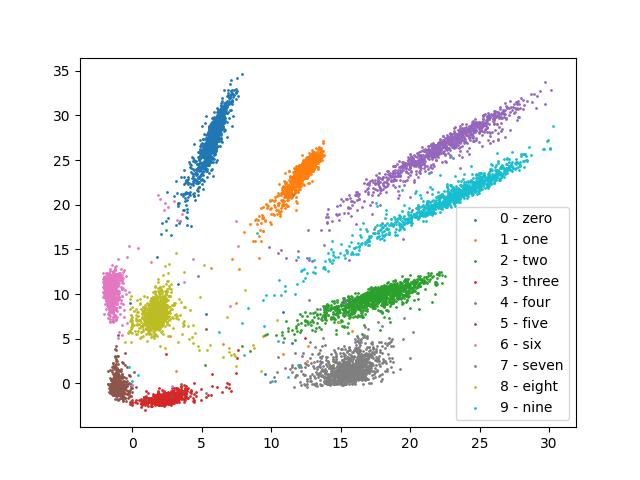 35
30
25
20
15
10
5
0
0 - zero
1 - one
2 - two
3 - three
4 - four
5 - five
6 - six
7 - seven
8 - eight
9 - nine
0 5 10 15 20 25 30